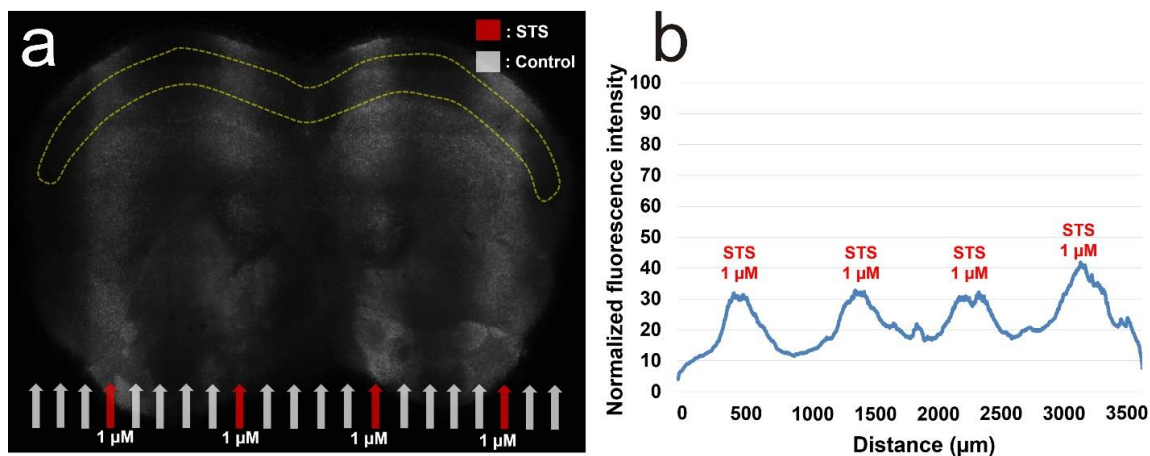 a
: STS
: Control
1 µM
1 µM
1 µM
1 µM
b
Normalized fluorescence intensity
100
90
80
70
60
50
40
30
20
10
0
STS
1 µM
STS
1 µM
STS
1 µM
STS
1 µM
0
500
1000
1500
2000
2500
3000
3500
Distance (µm)